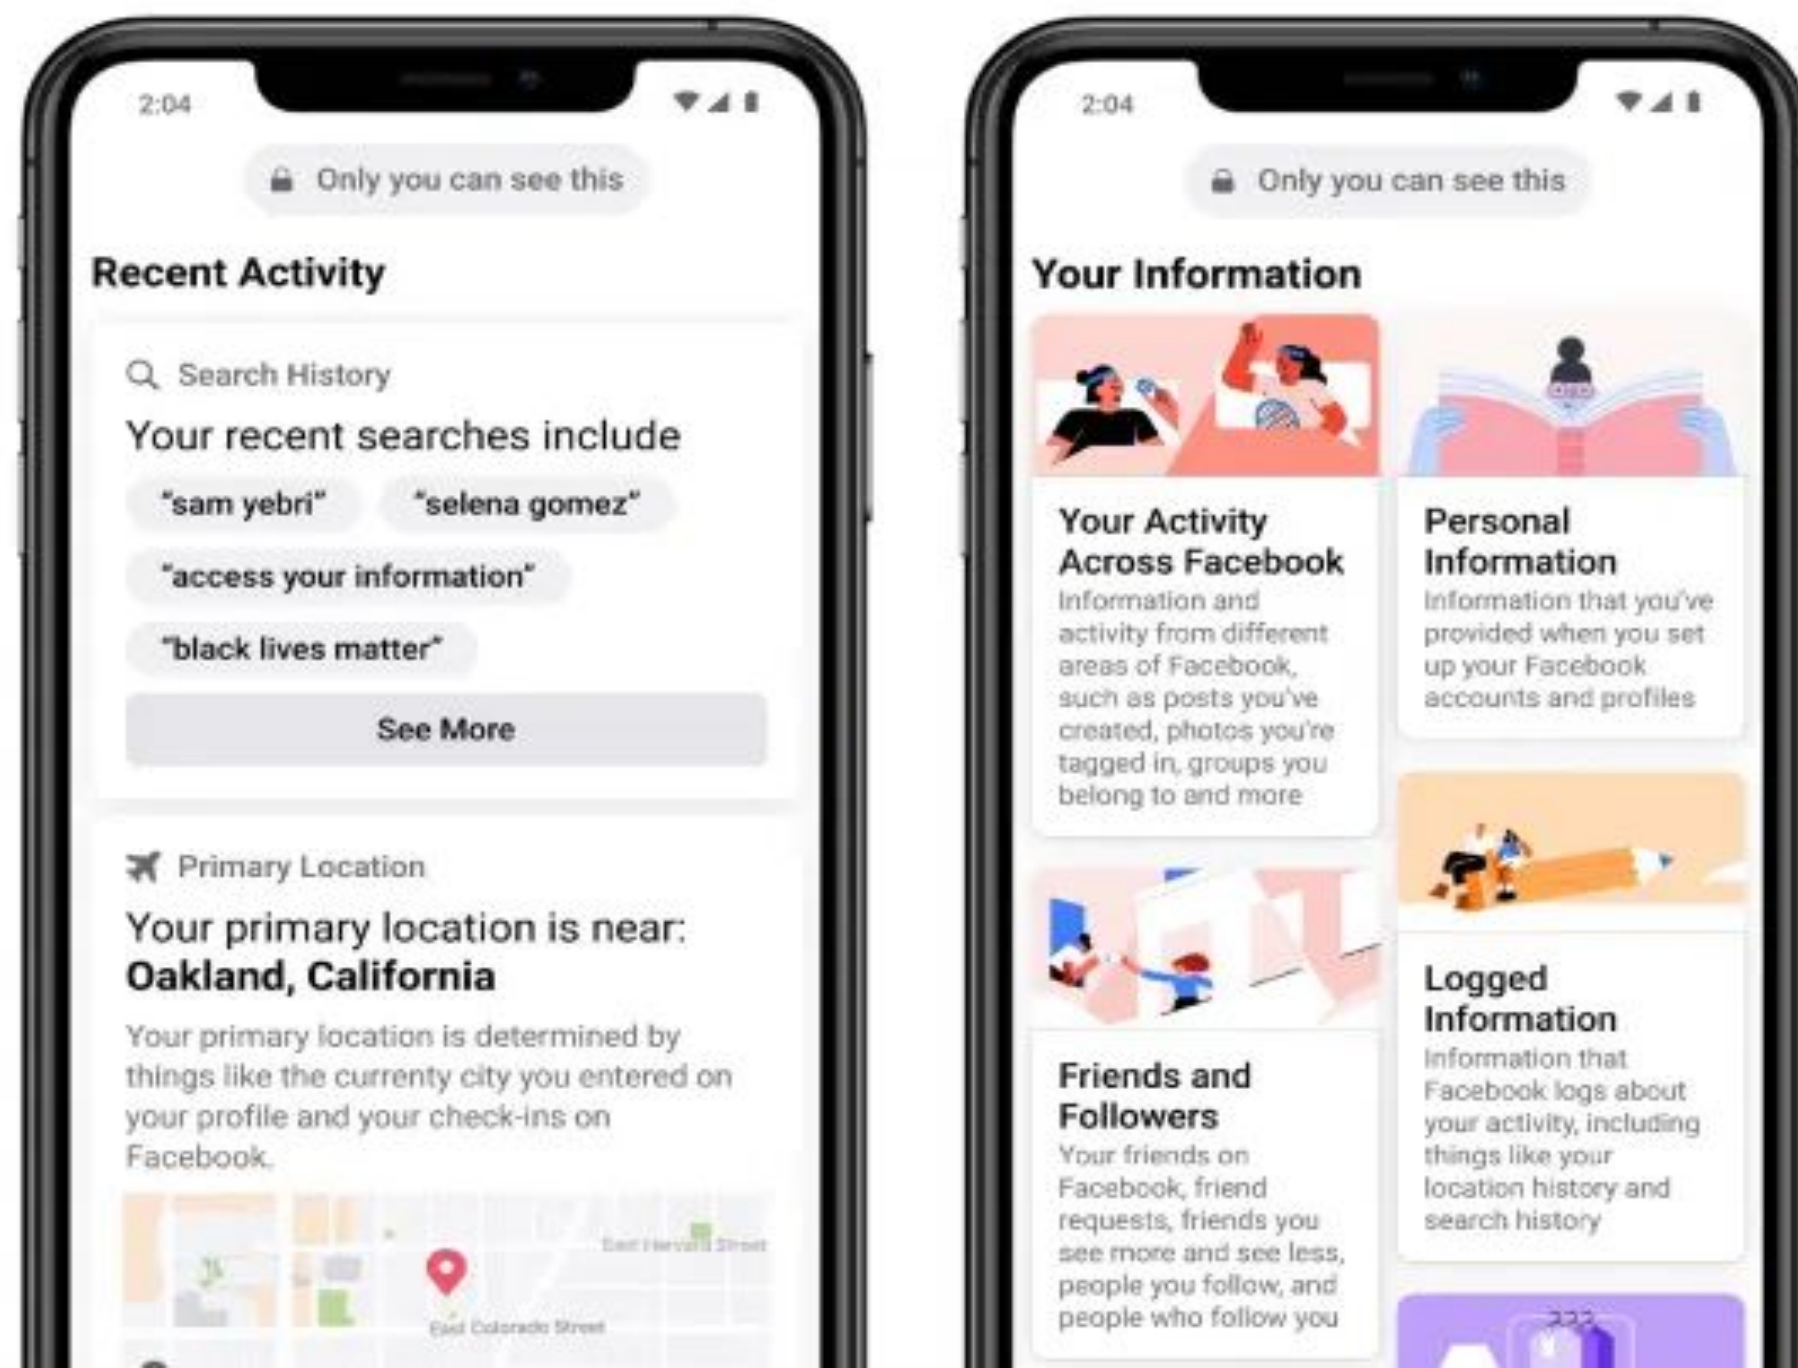 2:04
Only you can see this
Recent Activity
Search History
Your recent searches include
"sam yebri"
"selena gomez"
"access your information"
"black lives matter"
See More
Primary Location
Your primary location is near:
Oakland, California
Your primary location is determined by
things like the currenty city you entered on
your profile and your check-ins on
Facebook.
East Harvard Street
East Colorado Street
2:04
Only you can see this
Your Information
Your Activity
Across Facebook
Information and
activity from different
areas of Facebook,
such as posts you've
created, photos you're
tagged in, groups you
belong to and more
Personal
Information
Information that you've
provided when you set
up your Facebook
accounts and profiles
Friends and
Followers
Your friends on
Facebook, friend
requests, friends you
see more and see less,
people you follow, and
people who follow you
Logged
Information
Information that
Facebook logs about
your activity, including
things like your
location history and
search history